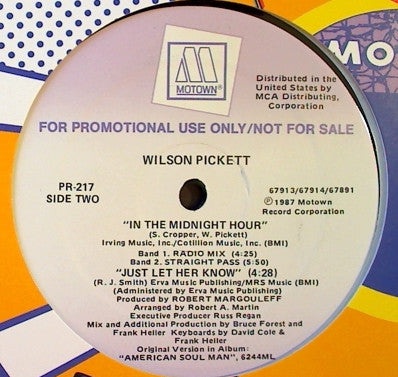 MOTOWN®
MO
Distributed in the
United States by
MCA Distributing,
Corporation
FOR PROMOTIONAL USE ONLY/NOT FOR SALE
WILSON PICKETT
PR-217
SIDE TWO
67913/67914/67891
℗ 1987 Motown
Record Corporation
"IN THE MIDNIGHT HOUR"
(S. Cropper, W. Pickett)
Irving Music, Inc./Cotillion Music, Inc. (BMI)
Band 1. RADIO MIX (4:25)
Band 2. STRAIGHT PASS (5:50)
"JUST LET HER KNOW" (4:28)
(R. J. Smith) Erva Music Publishing/MRS Music (BMI)
(Administered by Erva Music Publishing)
Produced by ROBERT MARGOULEFF
Arranged by Robert A. Martin
Executive Producer Russ Regan
Mix and Additional Production by Bruce Forest and
Frank Heller Keyboards by David Cole &
Frank Heller
Original Version in Album:
"AMERICAN SOUL MAN", 6244ML